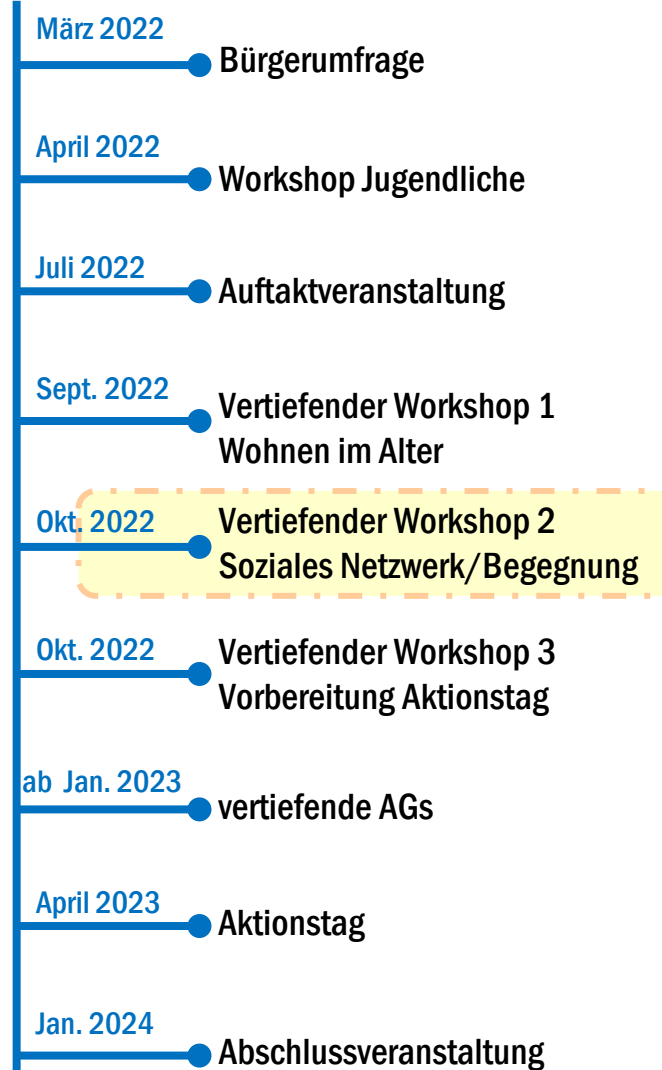 März 2022
Bürgerumfrage
April 2022
Workshop Jugendliche
Juli 2022
Auftaktveranstaltung
Sept. 2022
Vertiefender Workshop 1
Wohnen im Alter
Okt. 2022
Vertiefender Workshop 2
Soziales Netzwerk/Begegnung
Okt. 2022
Vertiefender Workshop 3
Vorbereitung Aktionstag
ab Jan. 2023
vertiefende AGs
April 2023
Aktionstag
Jan. 2024
Abschlussveranstaltung